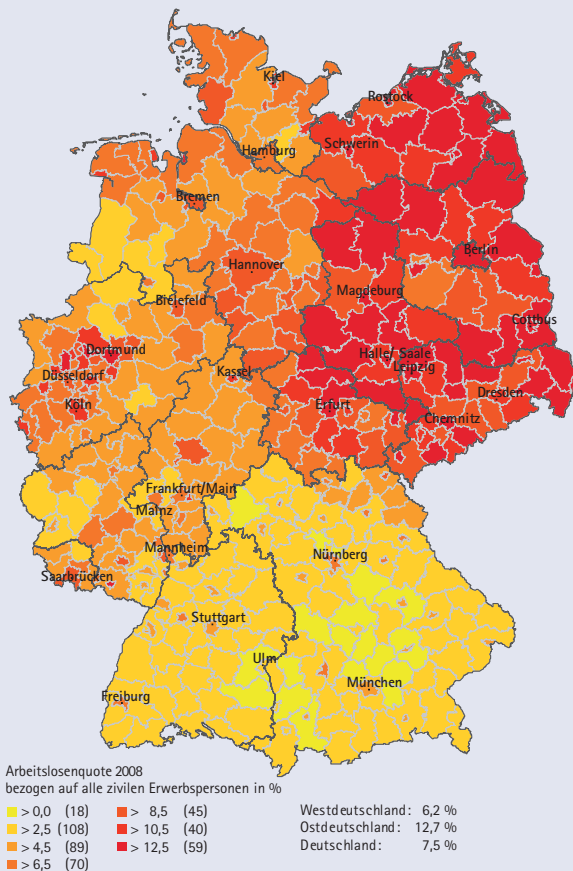 Kiel
Rostock
Hamburg
Schwerin
Bremen
Berlin
Hannover
Magdeburg
Bielefeld
Cottbus
Dortmund
Halle/ Saale
Leipzig
Düsseldorf
Kassel
Dresden
Köln
Erfurt
Chemnitz
Frankfurt/Main
Mainz
Mannheim
Nürnberg
Saarbrücken
Stuttgart
Ulm
München
Freiburg
Arbeitslosenquote 2008
bezogen auf alle zivilen Erwerbspersonen in %
> 0,0 (18)
> 2,5 (108)
> 4,5 (89)
> 6,5 (70)
> 8,5 (45)
> 10,5 (40)
> 12,5 (59)
Westdeutschland: 6,2 %
Ostdeutschland: 12,7 %
Deutschland: 7,5 %